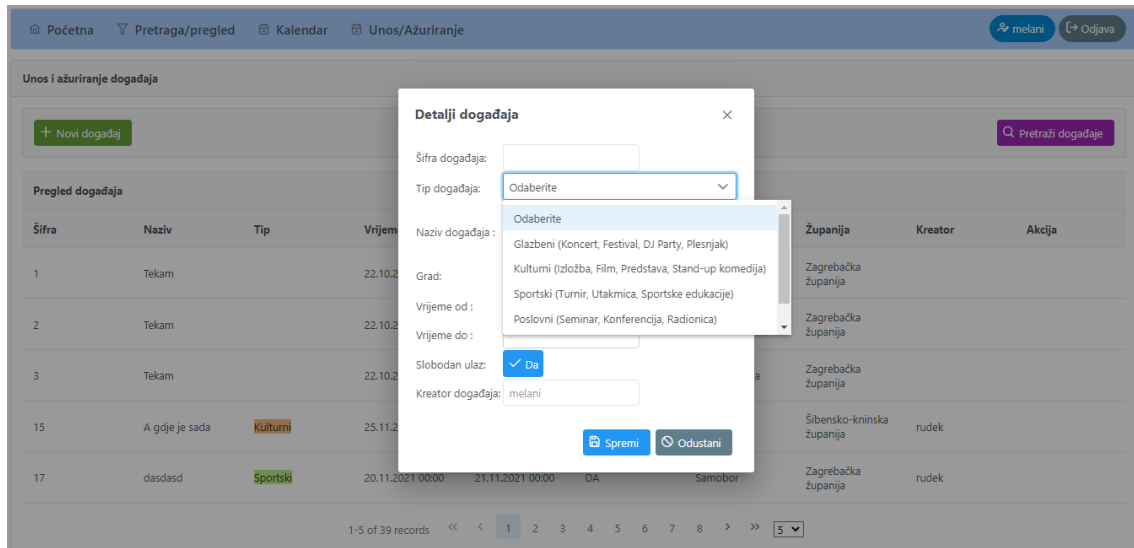 Početna Pretraga/pregled Kalendar Unos/Ažuriranje melani Odjava
Unos i ažuriranje događaja
Novi događaj Pretraži događaje
Pregled događaja
Šifra Naziv Tip Vrijem Županija Kreator Akcija
1 Tekam 22.10.2 Zagrebačka županija
2 Tekam 22.10.2 Zagrebačka županija
3 Tekam 22.10.2 a Zagrebačka županija
15 A gdje je sada Kulturni 25.11.2 Šibensko-kninska županija rudek
17 dasdasd Sportski 20.11.2021 00:00 21.11.2021 00:00 DA Samobor Zagrebačka županija rudek
1-5 of 39 records << < 1 2 3 4 5 6 7 8 > >> 5
Detalji događaja
Šifra događaja:
Tip događaja: Odaberite
Odaberite
Glazbeni (Koncert, Festival, DJ Party, Plesnjak)
Kulturni (Izložba, Film, Predstava, Stand-up komedija)
Sportski (Turnir, Utakmica, Sportske edukacije)
Poslovni (Seminar, Konferencija, Radionica)
Naziv događaja :
Grad:
Vrijeme od :
Vrijeme do :
Slobodan ulaz: Da
Kreator događaja: melani
Spremi Odustani